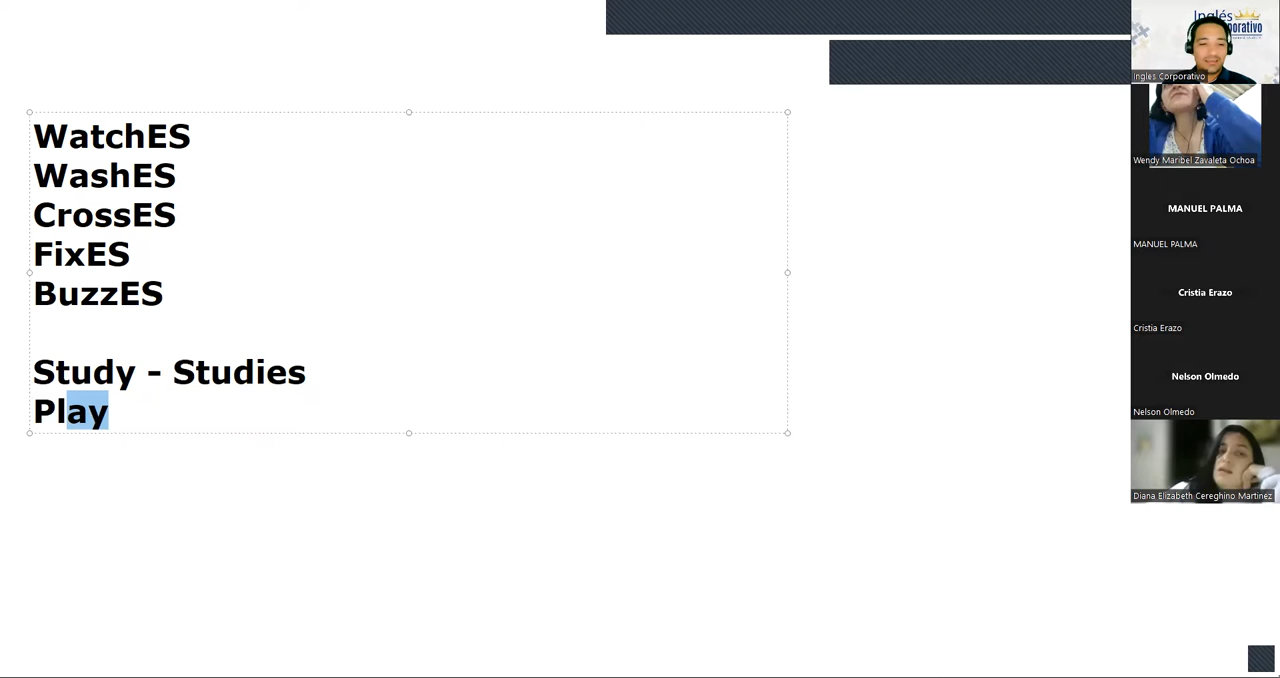 WatchES
WashES
CrossES
FixES
BuzzES
Study - Studies
Play
Inglés
Ingles Corporativo
Wendy Maribel Zavaleta Ochoa
MANUEL PALMA
MANUEL PALMA
Cristia Erazo
Cristia Erazo
Nelson Olmedo
Nelson Olmedo
Diana Elizabeth Cereghino Martinez